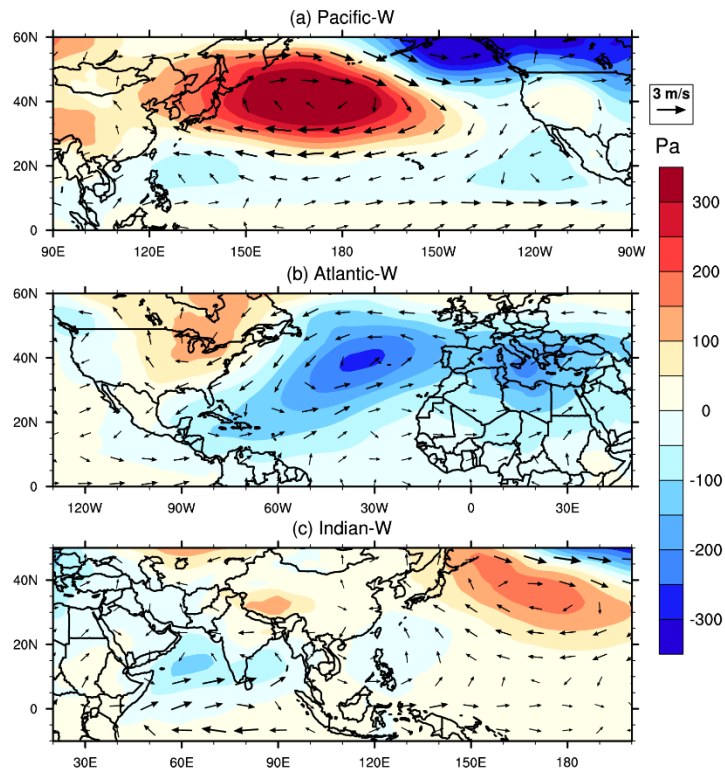 (a) Pacific-W
60N
40N
20N
0
90E 120E 150E 180 150W 120W 90W
3 m/s
Pa
300
200
100
0
-100
-200
-300
(b) Atlantic-W
60N
40N
20N
0
120W 90W 60W 30W 0 30E
(c) Indian-W
40N
20N
0
30E 60E 90E 120E 150E 180